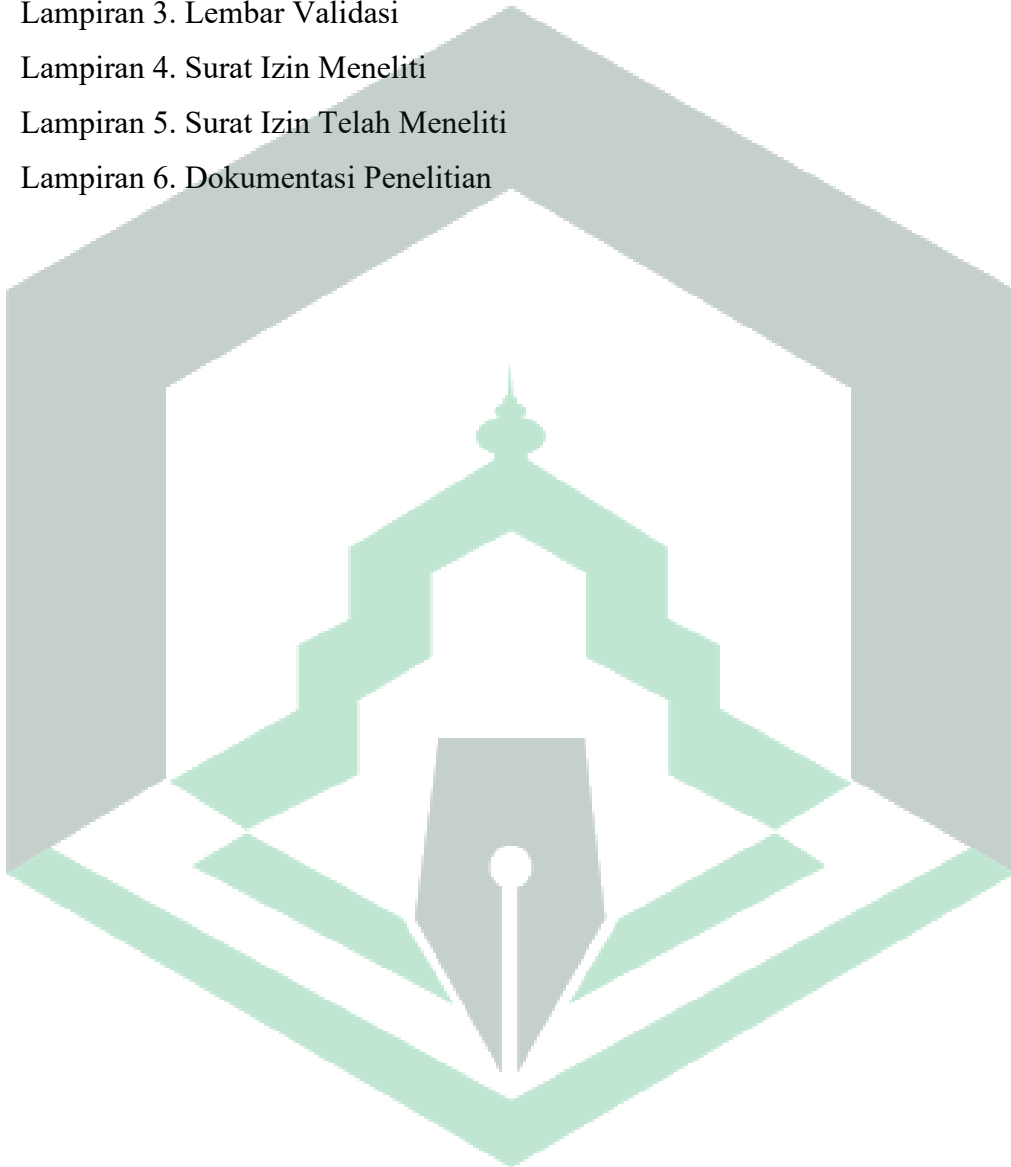 Lampiran 3. Lembar Validasi
Lampiran 4. Surat Izin Meneliti
Lampiran 5. Surat Izin Telah Meneliti
Lampiran 6. Dokumentasi Penelitian